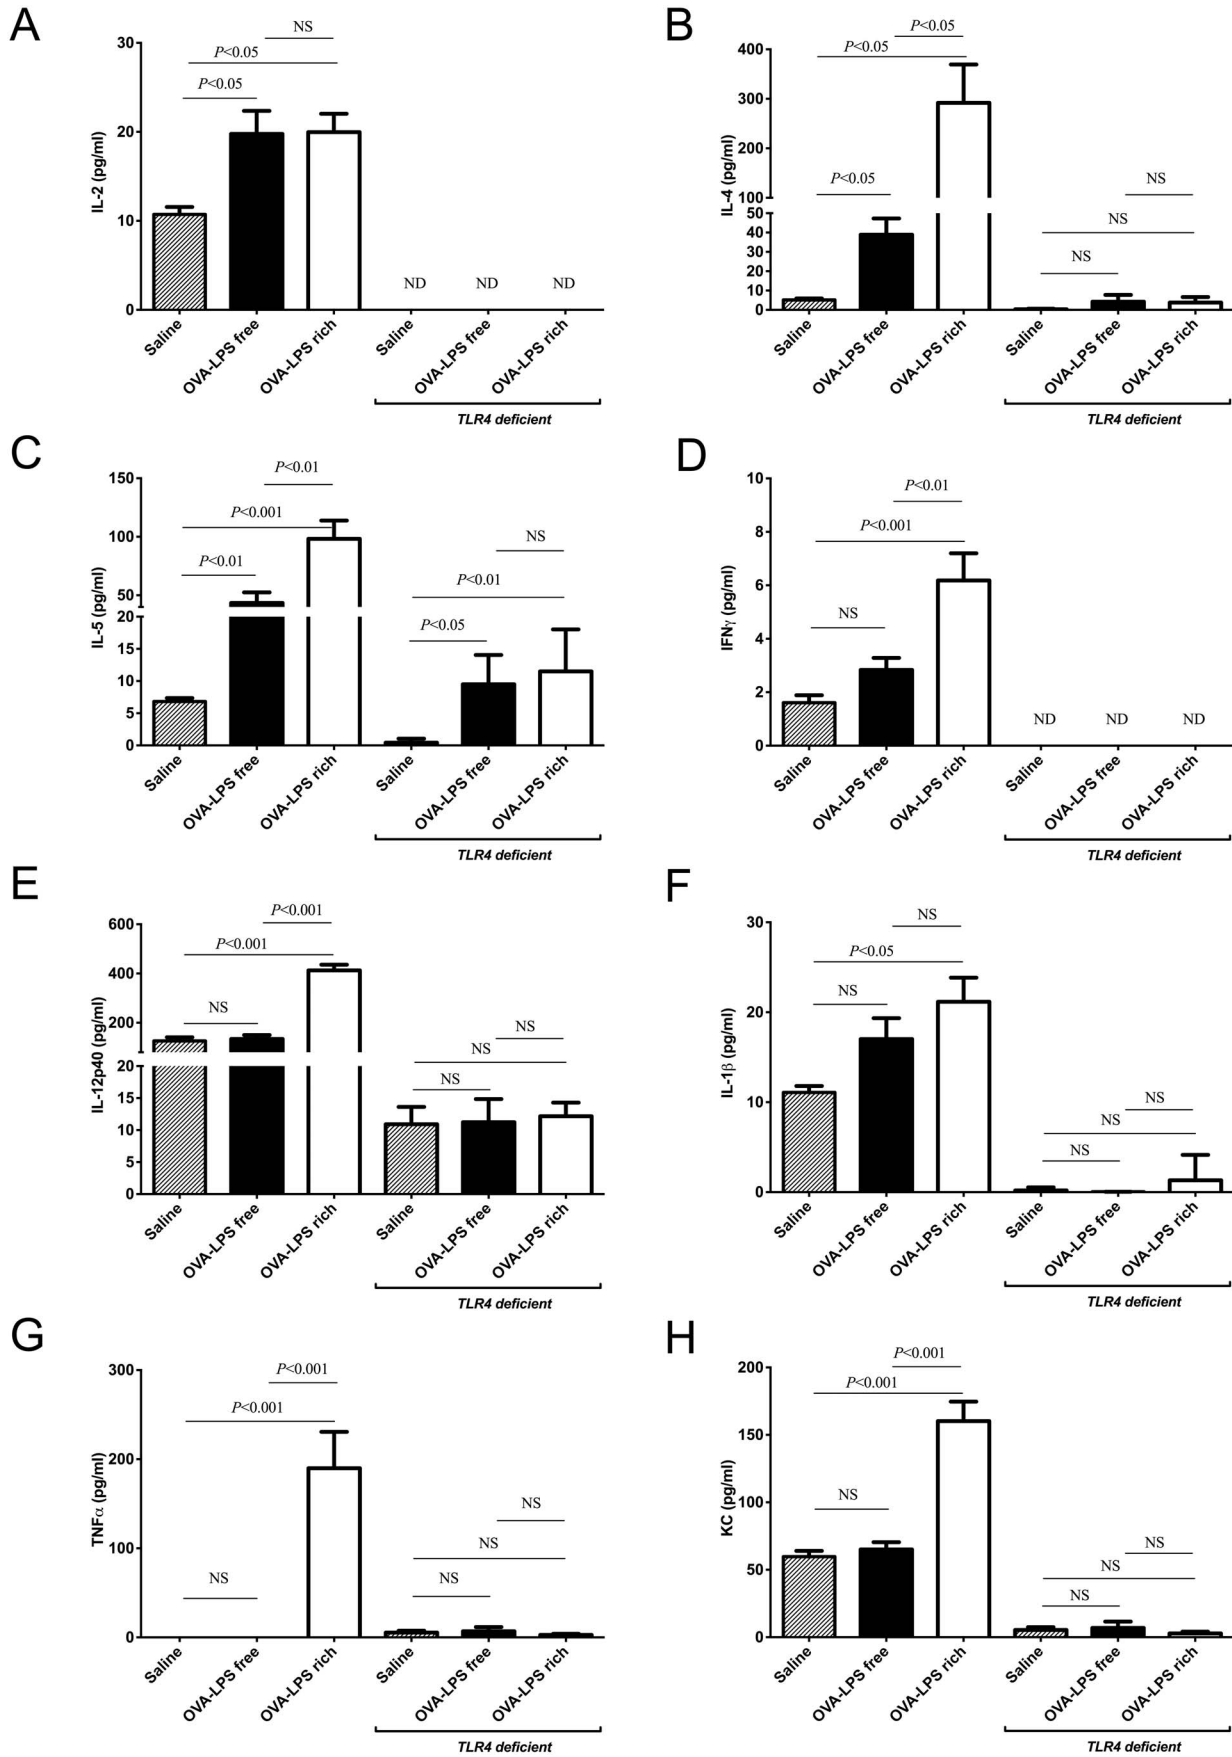 A
NS
P<0.05
P<0.05
IL-2 (pg/ml)
30
20
10
0
ND ND ND
Saline OVA-LPS free OVA-LPS rich Saline OVA-LPS free OVA-LPS rich
TLR4 deficient
B
P<0.05
P<0.05
P<0.05
NS
NS
NS
IL-4 (pg/ml)
400
300
200
100
50
40
30
20
10
0
Saline OVA-LPS free OVA-LPS rich Saline OVA-LPS free OVA-LPS rich
TLR4 deficient
C
P<0.01
P<0.001
P<0.01
NS
P<0.01
P<0.05
IL-5 (pg/ml)
150
100
50
20
15
10
5
0
Saline OVA-LPS free OVA-LPS rich Saline OVA-LPS free OVA-LPS rich
TLR4 deficient
D
P<0.01
P<0.001
NS
IFNγ (pg/ml)
10
8
6
4
2
0
ND ND ND
Saline OVA-LPS free OVA-LPS rich Saline OVA-LPS free OVA-LPS rich
TLR4 deficient
E
P<0.001
P<0.001
NS
NS
NS
NS
IL-12p40 (pg/ml)
600
400
200
20
15
10
5
0
Saline OVA-LPS free OVA-LPS rich Saline OVA-LPS free OVA-LPS rich
TLR4 deficient
F
NS
P<0.05
NS
NS
NS
NS
IL-1β (pg/ml)
30
20
10
0
Saline OVA-LPS free OVA-LPS rich Saline OVA-LPS free OVA-LPS rich
TLR4 deficient
G
P<0.001
P<0.001
NS
NS
NS
NS
TNFα (pg/ml)
300
200
100
0
Saline OVA-LPS free OVA-LPS rich Saline OVA-LPS free OVA-LPS rich
TLR4 deficient
H
P<0.001
P<0.001
NS
NS
NS
NS
KC (pg/ml)
200
150
100
50
0
Saline OVA-LPS free OVA-LPS rich Saline OVA-LPS free OVA-LPS rich
TLR4 deficient